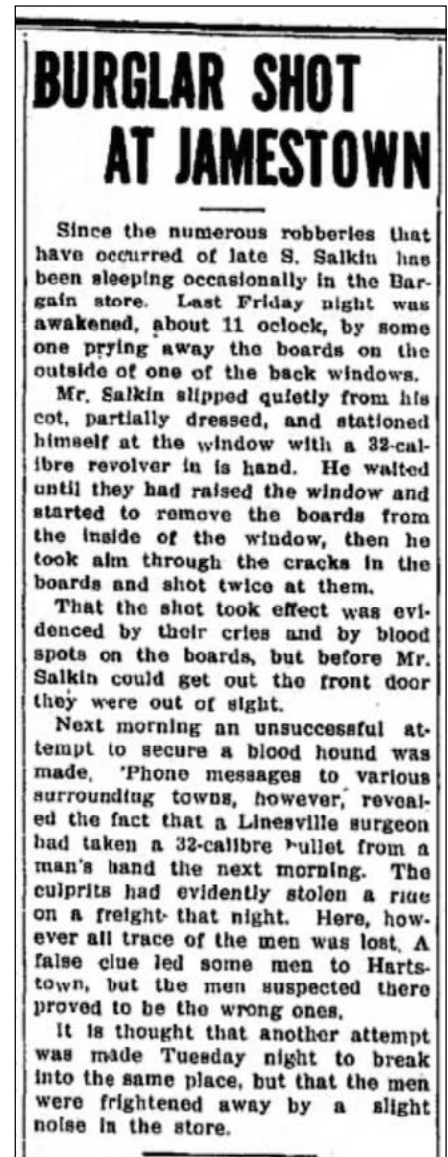 BURGLAR SHOT
AT JAMESTOWN
Since the numerous robberies that
have occurred of late S. Salkin has
been sleeping occasionally in the Bar-
gain store. Last Friday night was
awakened, about 11 oclock, by some
one prying away the boards on the
outside of one of the back windows.
Mr. Salkin slipped quietly from his
cot, partially dressed, and stationed
himself at the window with a 32-cal-
ibre revolver in is hand. He waited
until they had raised the window and
started to remove the boards from
the inside of the window, then he
took aim through the cracks in the
boards and shot twice at them.
That the shot took effect was evi-
denced by their cries and by blood
spots on the boards, but before Mr.
Salkin could get out the front door
they were out of sight.
Next morning an unsuccessful at-
tempt to secure a blood hound was
made. 'Phone messages to various
surrounding towns, however, reveal-
ed the fact that a Linesville surgeon
had taken a 32-calibre bullet from a
man's hand the next morning. The
culprits had evidently stolen a ride
on a freight that night. Here, how-
ever all trace of the men was lost. A
false clue led some men to Harts-
town, but the men suspected there
proved to be the wrong ones.
It is thought that another attempt
was made Tuesday night to break
into the same place, but that the men
were frightened away by a slight
noise in the store.